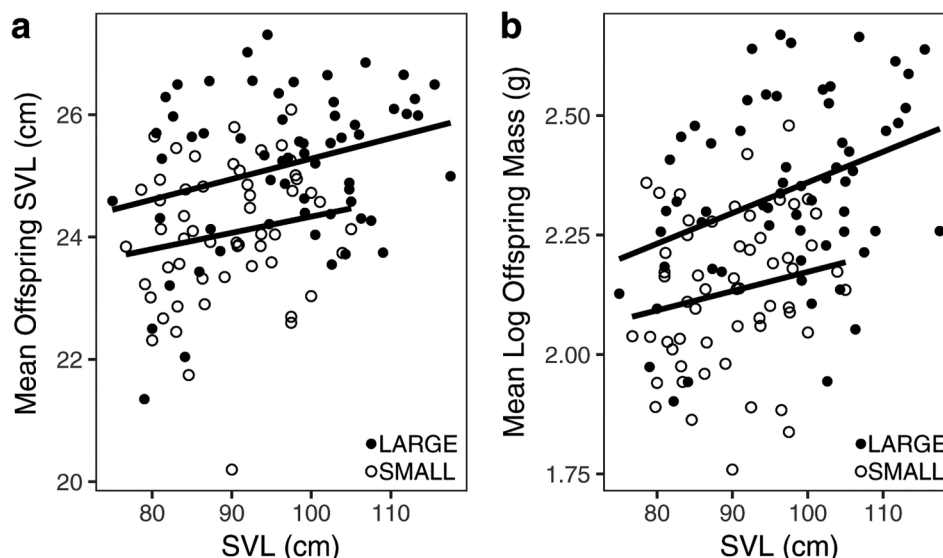 a
Mean Offspring SVL (cm)
26
24
22
20
80 90 100 110
SVL (cm)
LARGE
SMALL
b
Mean Log Offspring Mass (g)
2.50
2.25
2.00
1.75
80 90 100 110
SVL (cm)
LARGE
SMALL